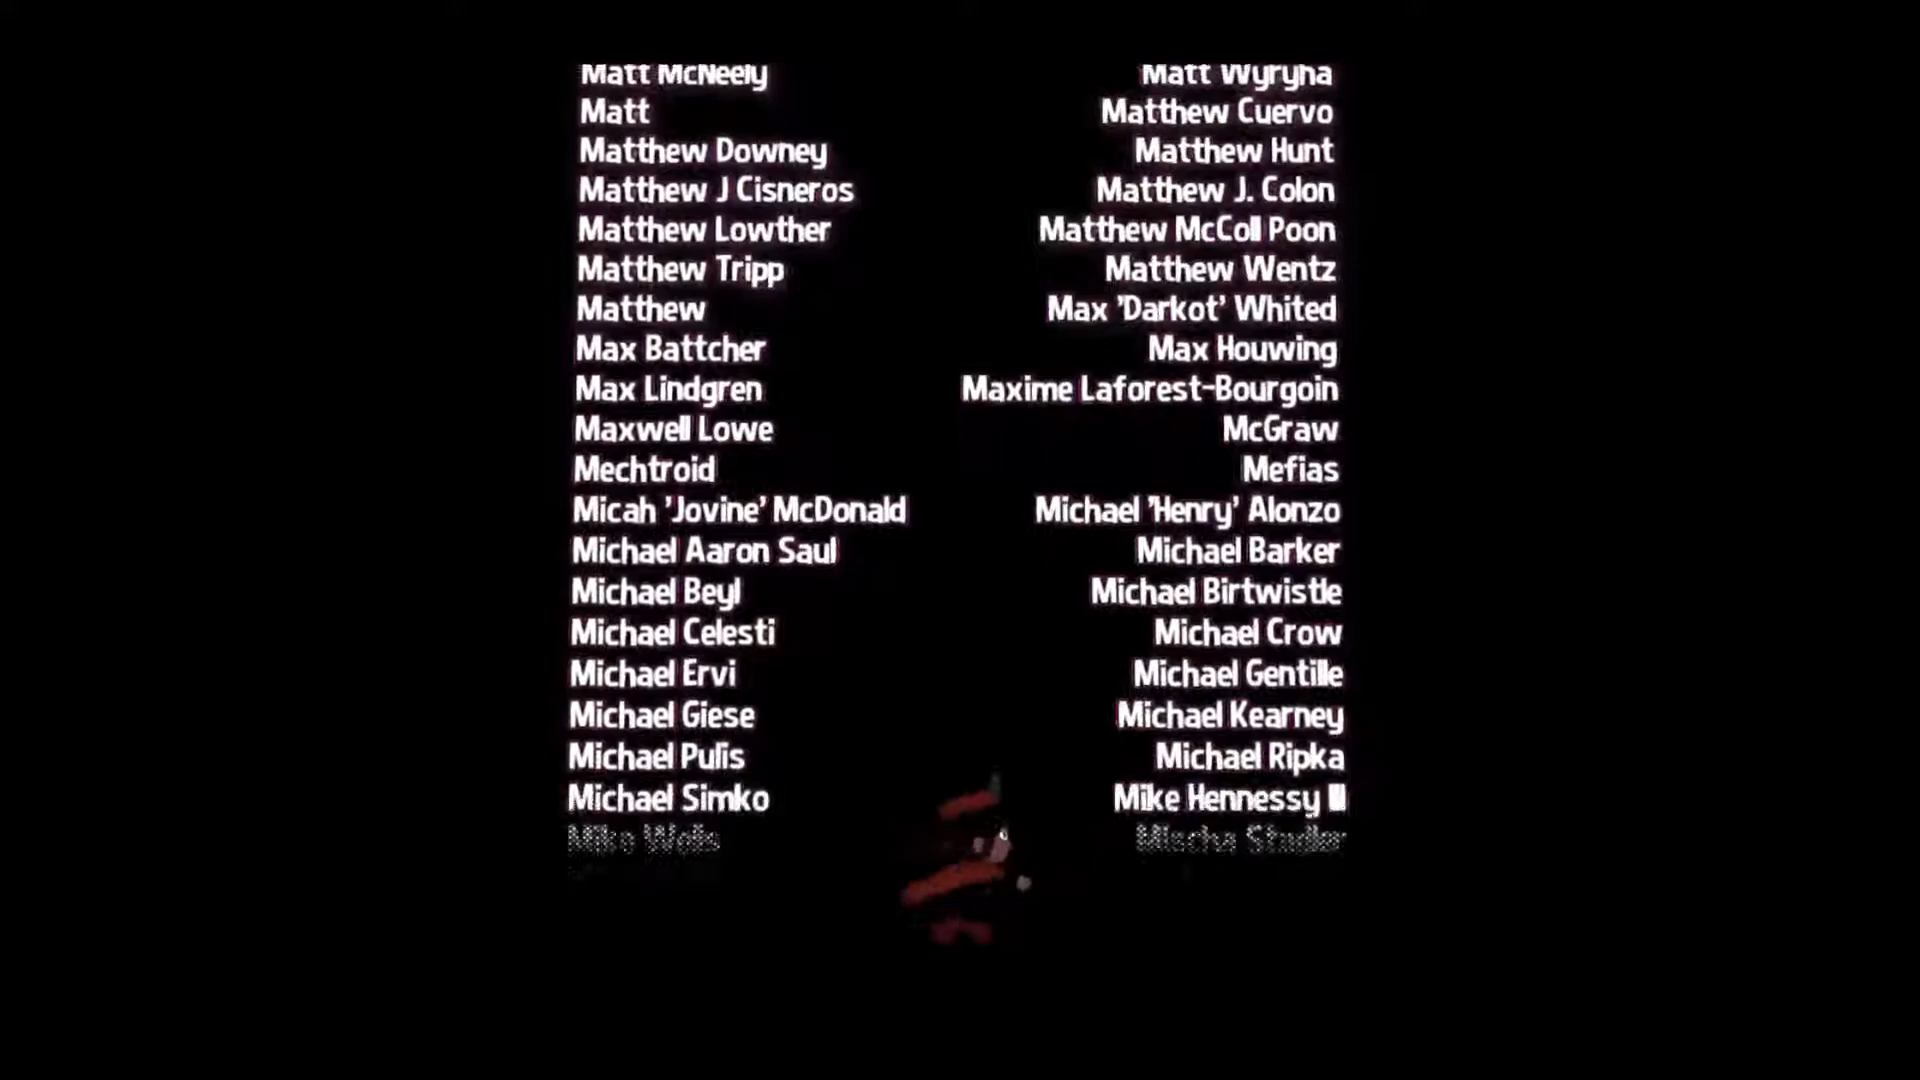 Matt McNeely Matt Wyryha
Matt Matthew Cuervo
Matthew Downey Matthew Hunt
Matthew J Cisneros Matthew J. Colon
Matthew Lowther Matthew McColl Poon
Matthew Tripp Matthew Wentz
Matthew Max 'Darkot' Whited
Max Battcher Max Houwing
Max Lindgren Maxime Laforest-Bourgoin
Maxwell Lowe McGraw
Mechtroid Mefias
Micah 'Jovine' McDonald Michael 'Henry' Alonzo
Michael Aaron Saul Michael Barker
Michael Beyl Michael Birtwistle
Michael Celesti Michael Crow
Michael Ervi Michael Gentille
Michael Giese Michael Kearney
Michael Pulis Michael Ripka
Michael Simko Mike Hennessy
Mischa